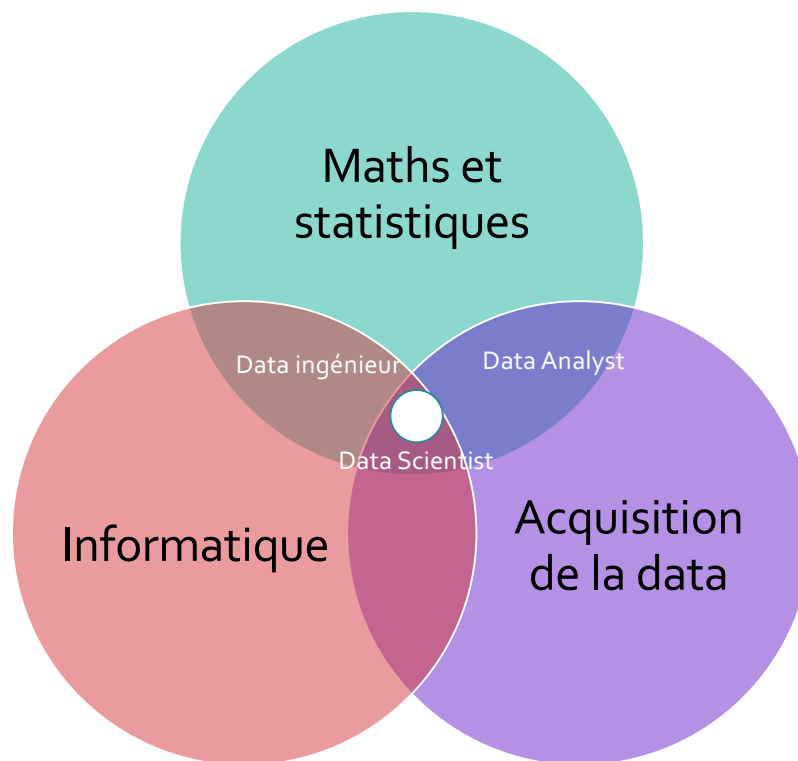 Maths et
statistiques
Data ingénieur
Data Analyst
Data Scientist
Informatique
Acquisition
de la data